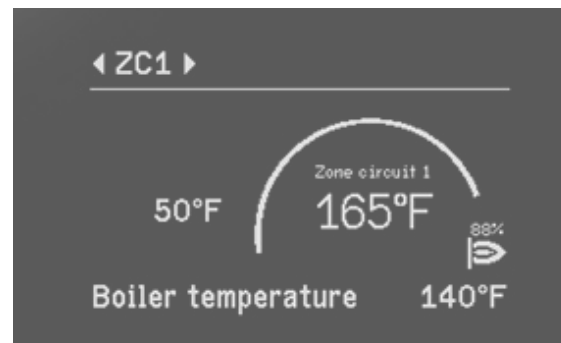 ZC1
Zone circuit 1
50°F 165°F
88%
Boiler temperature 140°F